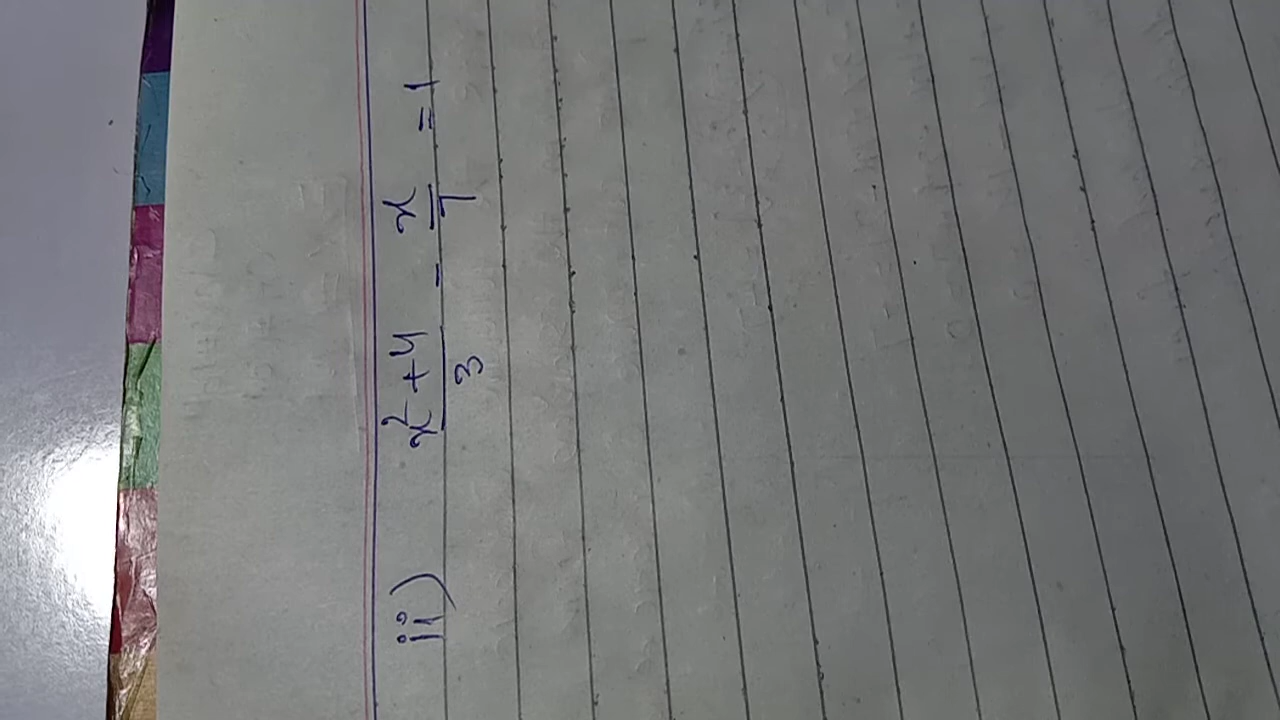 ii) (x²+4)/3 - x/7 = 1